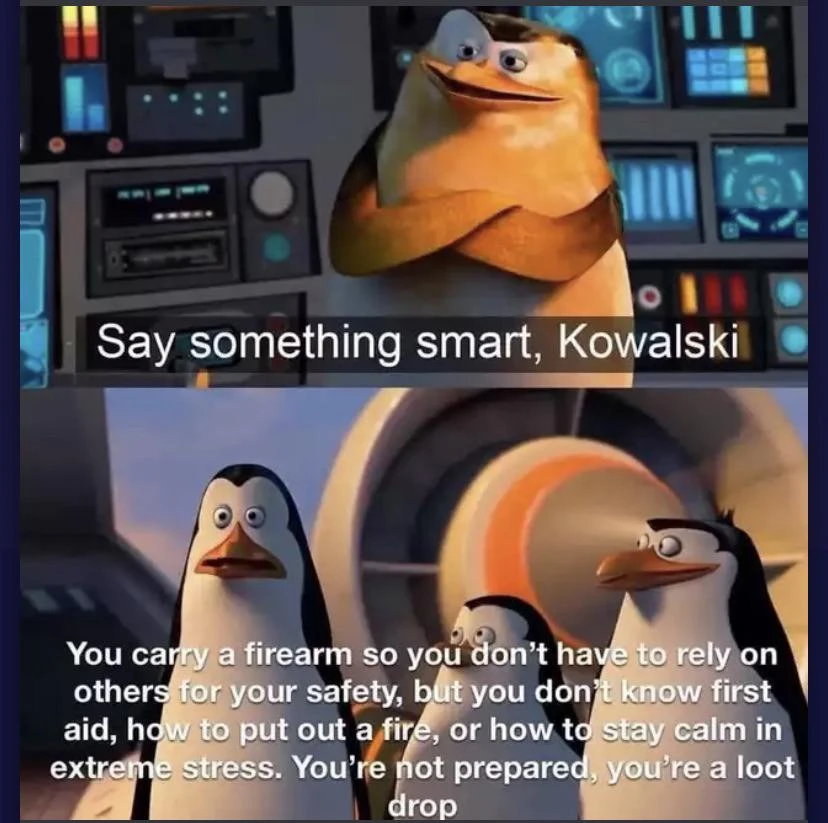 Say something smart, Kowalski
You carry a firearm so you don't have to rely on
others for your safety, but you don't know first
aid, how to put out a fire, or how to stay calm in
extreme stress. You're not prepared, you're a loot
drop